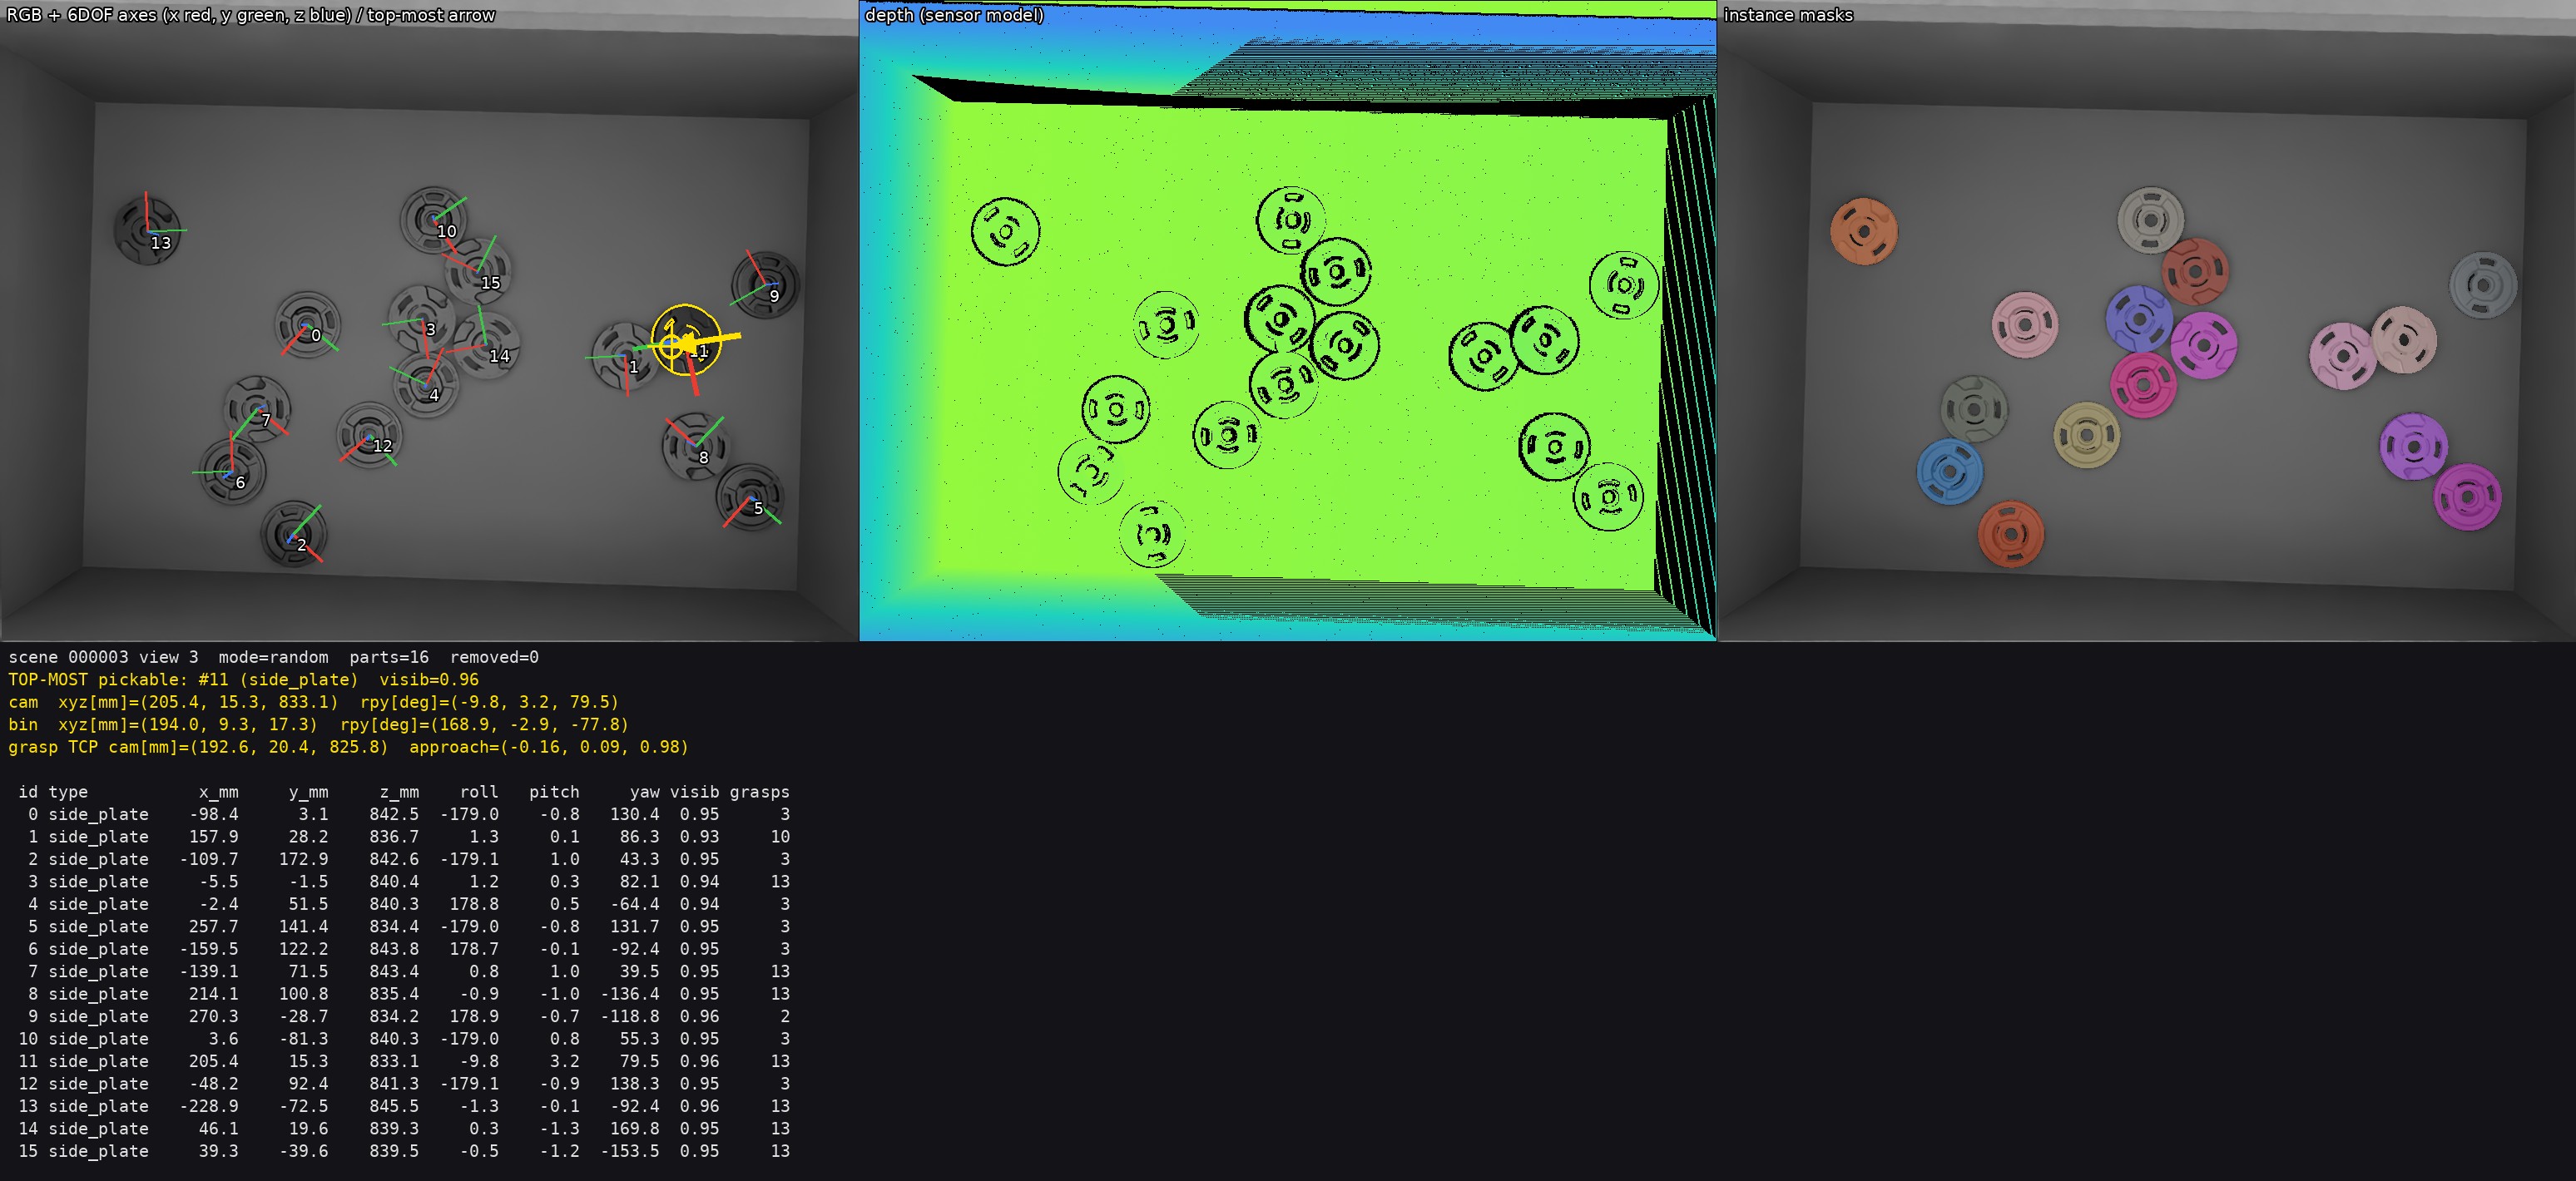 RGB + 6DOF axes (x red, y green, z blue) / top-most arrow
depth (sensor model)
instance masks
13
10
15
9
0
3
14
11
1
4
7
12
8
6
5
2
scene 000003 view 3  mode=random  parts=16  removed=0
TOP-MOST pickable: #11 (side_plate)  visib=0.96
cam  xyz[mm]=(205.4, 15.3, 833.1)  rpy[deg]=(-9.8, 3.2, 79.5)
bin  xyz[mm]=(194.0, 9.3, 17.3)  rpy[deg]=(168.9, -2.9, -77.8)
grasp TCP cam[mm]=(192.6, 20.4, 825.8)  approach=(-0.16, 0.09, 0.98)
id type x_mm y_mm z_mm roll pitch yaw visib grasps
0 side_plate -98.4 3.1 842.5 -179.0 -0.8 130.4 0.95 3
1 side_plate 157.9 28.2 836.7 1.3 0.1 86.3 0.93 10
2 side_plate -109.7 172.9 842.6 -179.1 1.0 43.3 0.95 3
3 side_plate -5.5 -1.5 840.4 1.2 0.3 82.1 0.94 13
4 side_plate -2.4 51.5 840.3 178.8 0.5 -64.4 0.94 3
5 side_plate 257.7 141.4 834.4 -179.0 -0.8 131.7 0.95 3
6 side_plate -159.5 122.2 843.8 178.7 -0.1 -92.4 0.95 3
7 side_plate -139.1 71.5 843.4 0.8 1.0 39.5 0.95 13
8 side_plate 214.1 100.8 835.4 -0.9 -1.0 -136.4 0.95 13
9 side_plate 270.3 -28.7 834.2 178.9 -0.7 -118.8 0.96 2
10 side_plate 3.6 -81.3 840.3 -179.0 0.8 55.3 0.95 3
11 side_plate 205.4 15.3 833.1 -9.8 3.2 79.5 0.96 13
12 side_plate -48.2 92.4 841.3 -179.1 -0.9 138.3 0.95 3
13 side_plate -228.9 -72.5 845.5 -1.3 -0.1 -92.4 0.96 13
14 side_plate 46.1 19.6 839.3 0.3 -1.3 169.8 0.95 13
15 side_plate 39.3 -39.6 839.5 -0.5 -1.2 -153.5 0.95 13